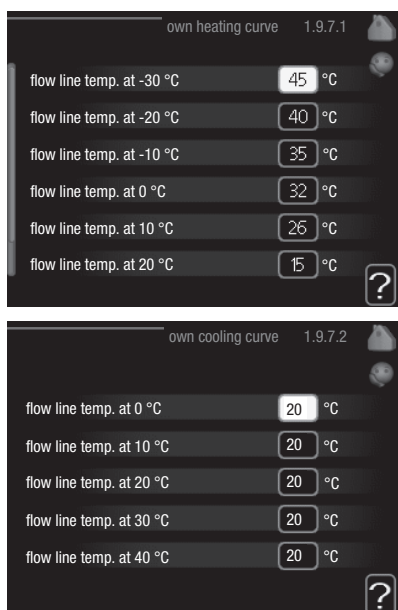 own heating curve 1.9.7.1
flow line temp. at -30 °C 45 °C
flow line temp. at -20 °C 40 °C
flow line temp. at -10 °C 35 °C
flow line temp. at 0 °C 32 °C
flow line temp. at 10 °C 26 °C
flow line temp. at 20 °C 15 °C
?
own cooling curve 1.9.7.2
flow line temp. at 0 °C 20 °C
flow line temp. at 10 °C 20 °C
flow line temp. at 20 °C 20 °C
flow line temp. at 30 °C 20 °C
flow line temp. at 40 °C 20 °C
?